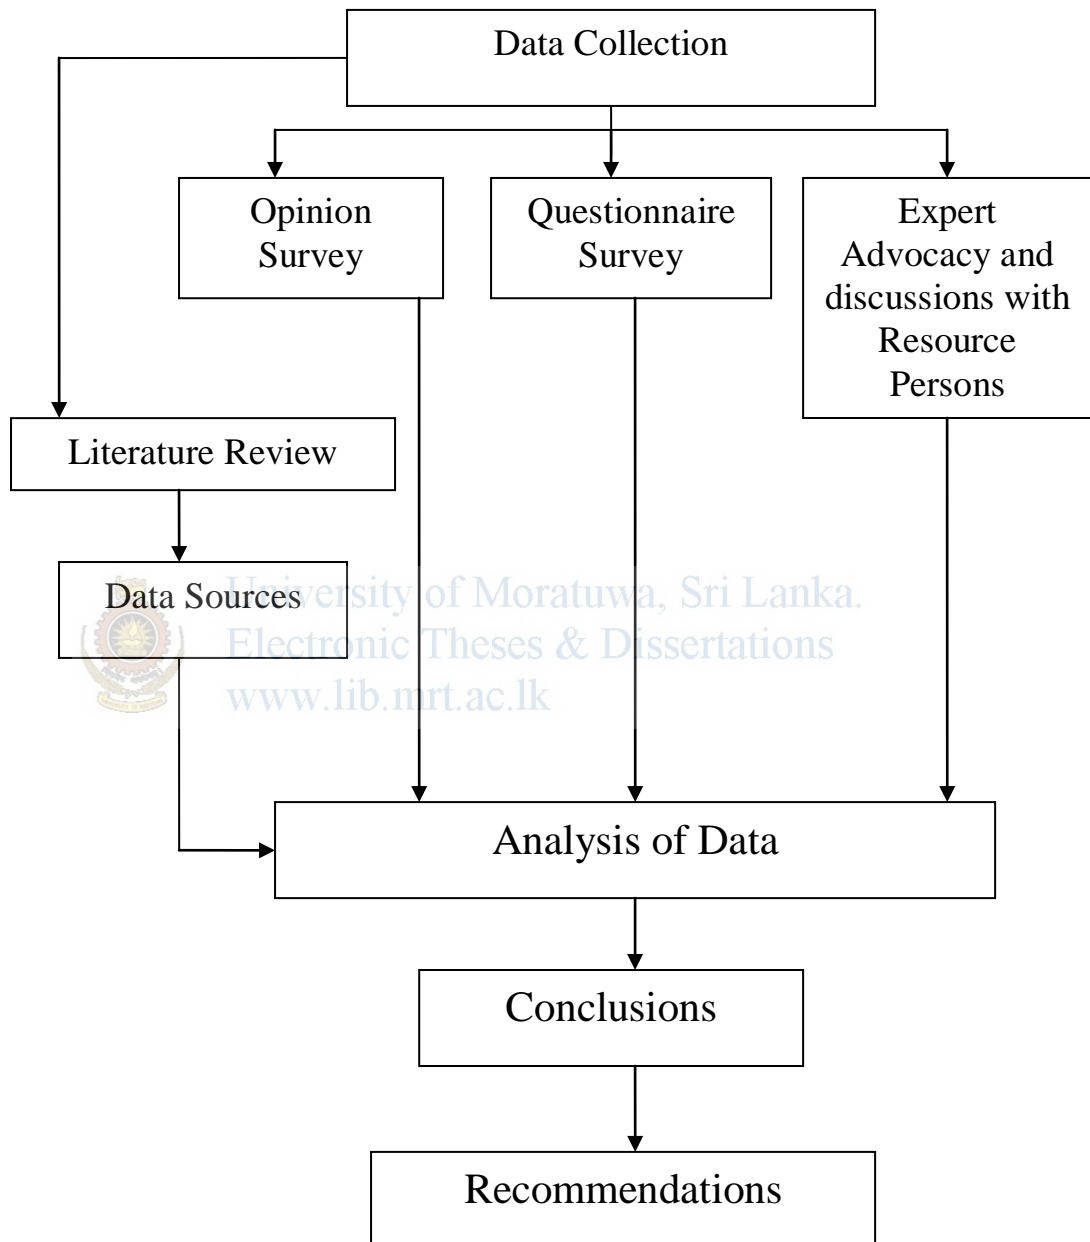 Data Collection
Opinion
Survey
Questionnaire
Survey
Expert
Advocacy and
discussions with
Resource
Persons
Literature Review
Data Sources
University of Moratuwa, Sri Lanka.
Electronic Theses & Dissertations
www.lib.mrt.ac.lk
Analysis of Data
Conclusions
Recommendations